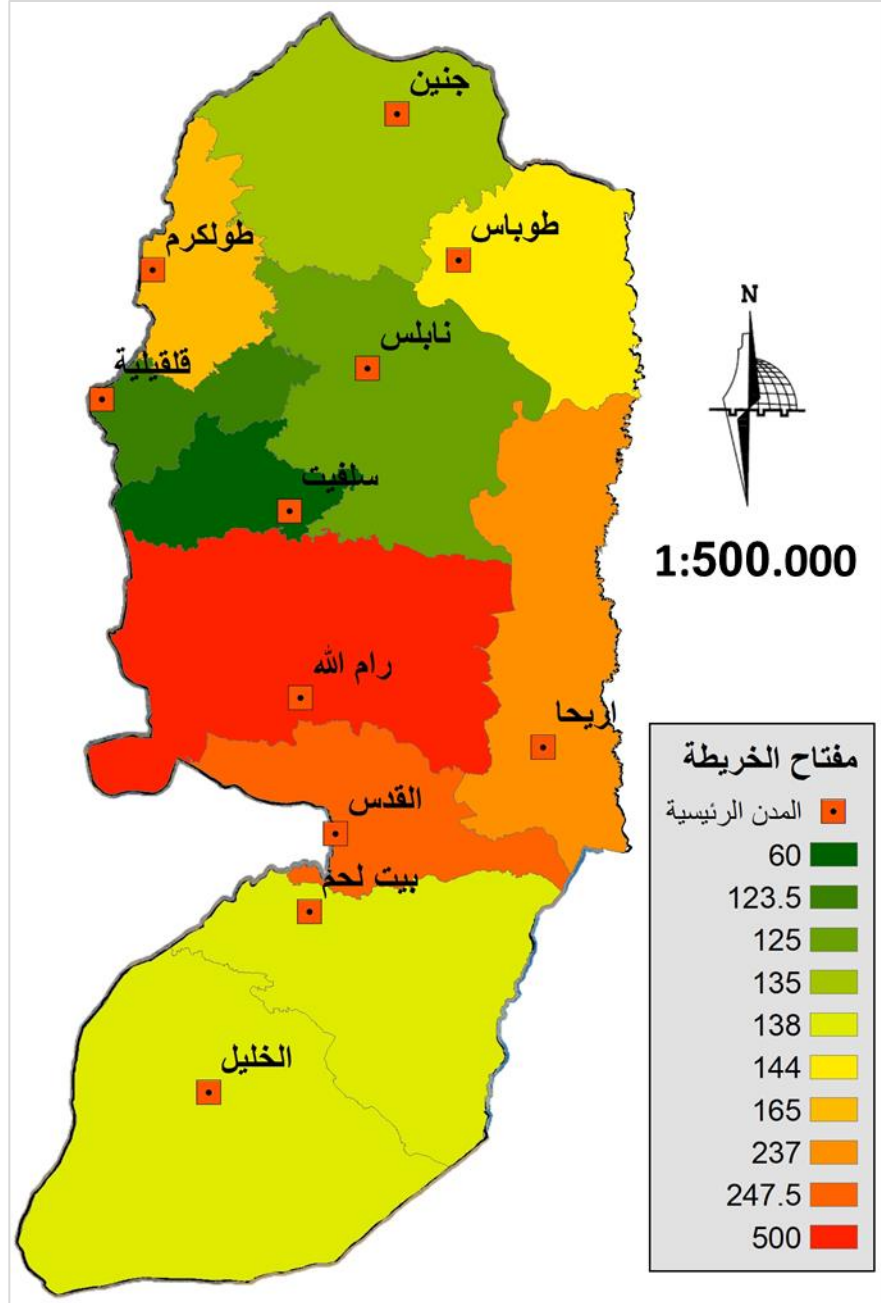 جنين
طوباس
طولكرم
نابلس
قلقيلية
سلفيت
رام الله
اريحا
القدس
بيت لحم
الخليل
N
1:500.000
مفتاح الخريطة
المدن الرئيسية
60
123.5
125
135
138
144
165
237
247.5
500